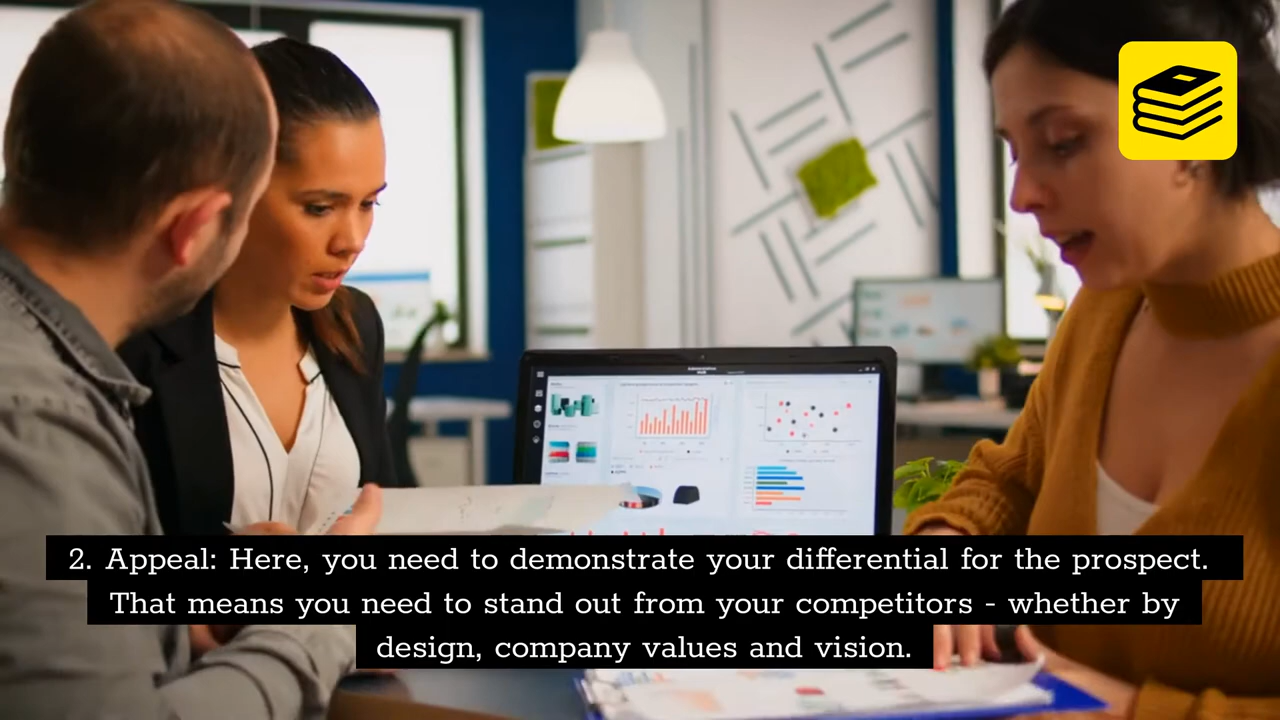 2. Appeal: Here, you need to demonstrate your differential for the prospect.
That means you need to stand out from your competitors - whether by
design, company values and vision.